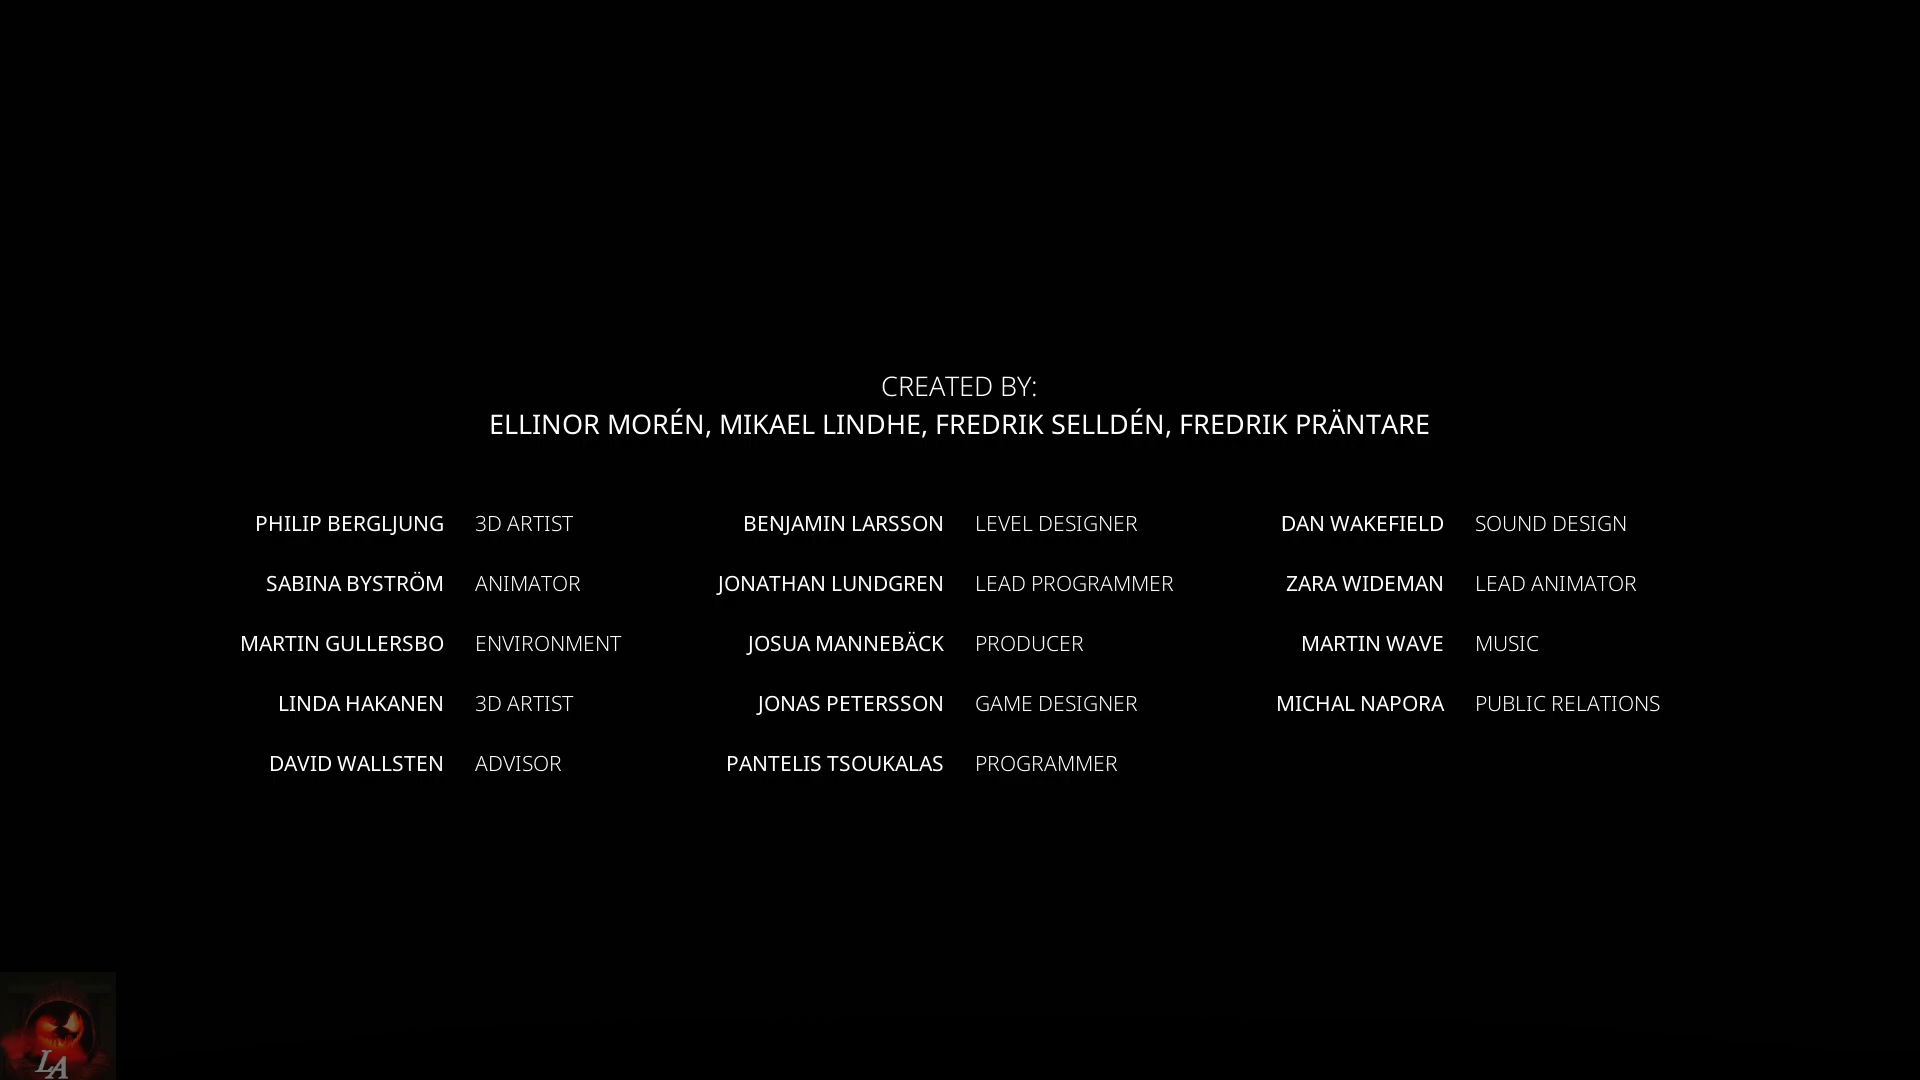 CREATED BY:
ELLINOR MORÉN, MIKAEL LINDHE, FREDRIK SELLDÉN, FREDRIK PRÄNTARE
PHILIP BERGLJUNG 3D ARTIST
SABINA BYSTRÖM ANIMATOR
MARTIN GULLERSBO ENVIRONMENT
LINDA HAKANEN 3D ARTIST
DAVID WALLSTEN ADVISOR
BENJAMIN LARSSON LEVEL DESIGNER
JONATHAN LUNDGREN LEAD PROGRAMMER
JOSUA MANNEBÄCK PRODUCER
JONAS PETERSSON GAME DESIGNER
PANTELIS TSOUKALAS PROGRAMMER
DAN WAKEFIELD SOUND DESIGN
ZARA WIDEMAN LEAD ANIMATOR
MARTIN WAVE MUSIC
MICHAL NAPORA PUBLIC RELATIONS
LA